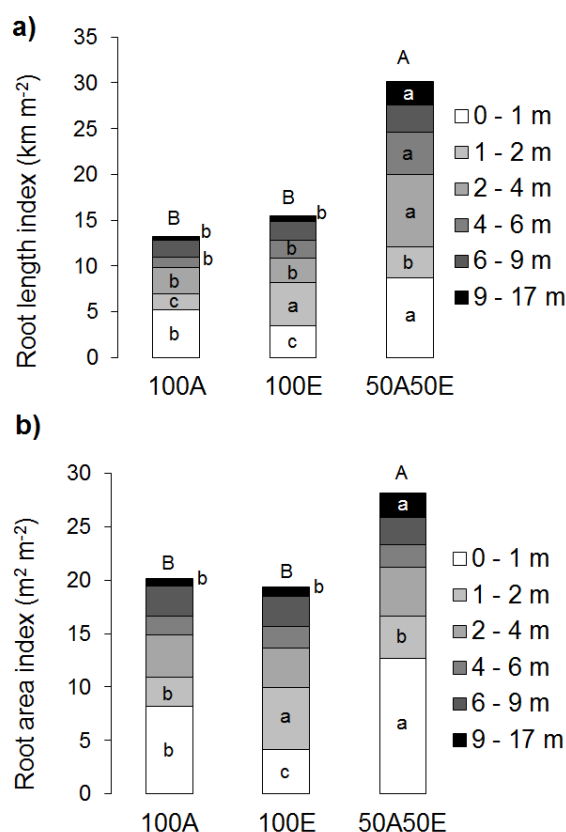 a)
Root length index (km m-2)
35
30
25
20
15
10
5
0
B
b
b
b
c
b
B
b
b
b
a
c
A
a
a
a
b
a
100A 100E 50A50E
0 - 1 m
1 - 2 m
2 - 4 m
4 - 6 m
6 - 9 m
9 - 17 m
b)
Root area index (m² m-2)
30
25
20
15
10
5
0
B
b
b
b
B
b
a
c
A
a
b
a
100A 100E 50A50E
0 - 1 m
1 - 2 m
2 - 4 m
4 - 6 m
6 - 9 m
9 - 17 m